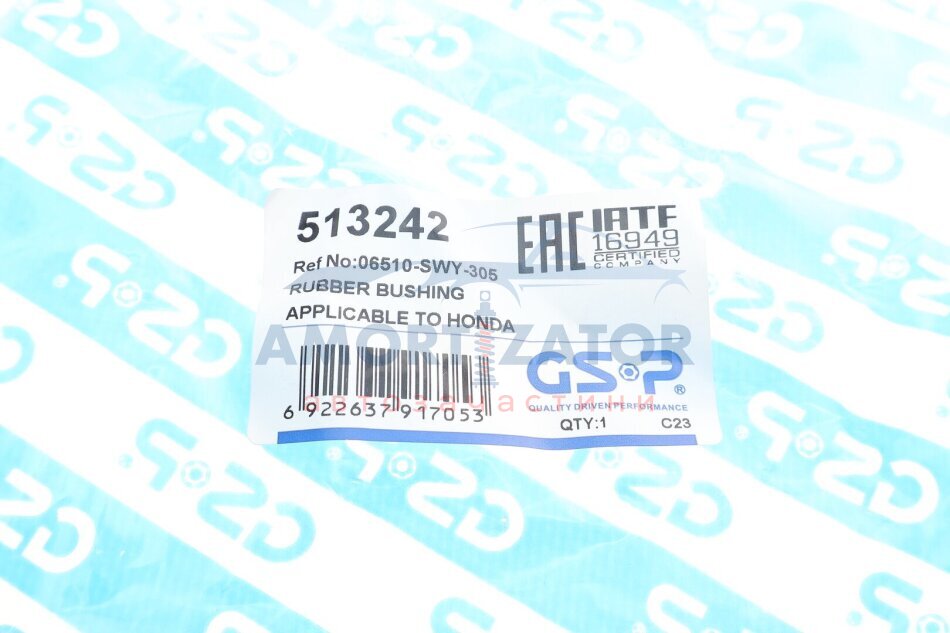 513242
EAC
IATF
16949
CERTIFIED
COMPANY
Ref No:06510-SWY-305
RUBBER BUSHING
APPLICABLE TO HONDA
AMORTIZATOR
автозапчастини
6 922637 917053
GSP®
QUALITY DRIVEN PERFORMANCE
QTY:1 C23